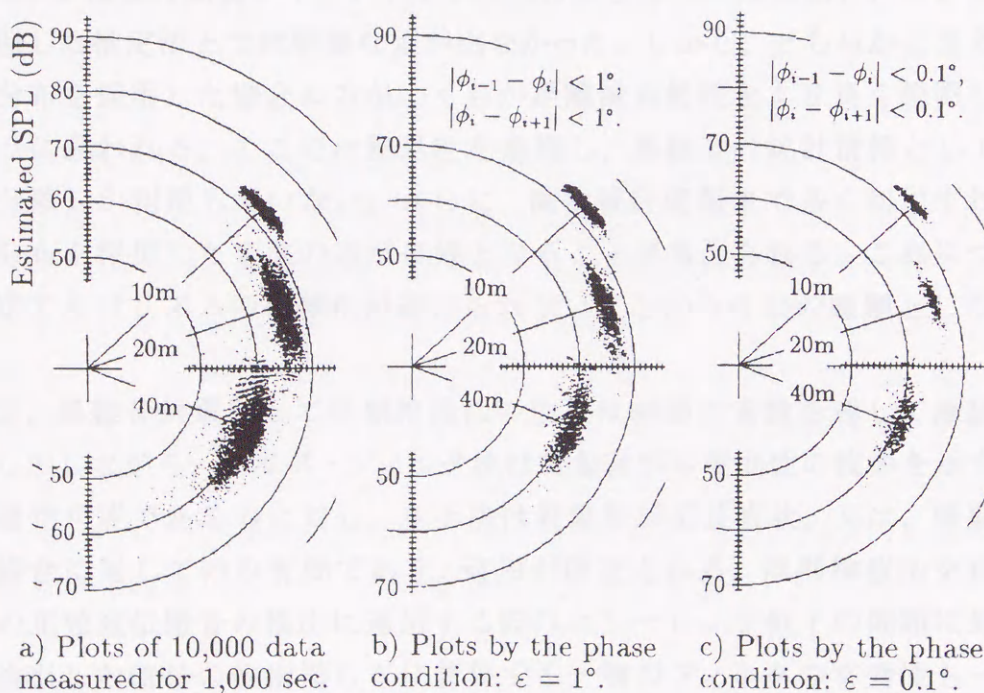 Estimated SPL (dB)
90
80
70
60
50
10m
20m
40m
50
60
70
90
70
50
10m
20m
40m
50
70
|ϕi−1 − ϕi| < 1°,
|ϕi − ϕi+1| < 1°.
90
70
50
10m
20m
40m
50
70
|ϕi−1 − ϕi| < 0.1°,
|ϕi − ϕi+1| < 0.1°.
a) Plots of 10,000 data
measured for 1,000 sec.
b) Plots by the phase
condition: ε = 1°.
c) Plots by the phase
condition: ε = 0.1°.